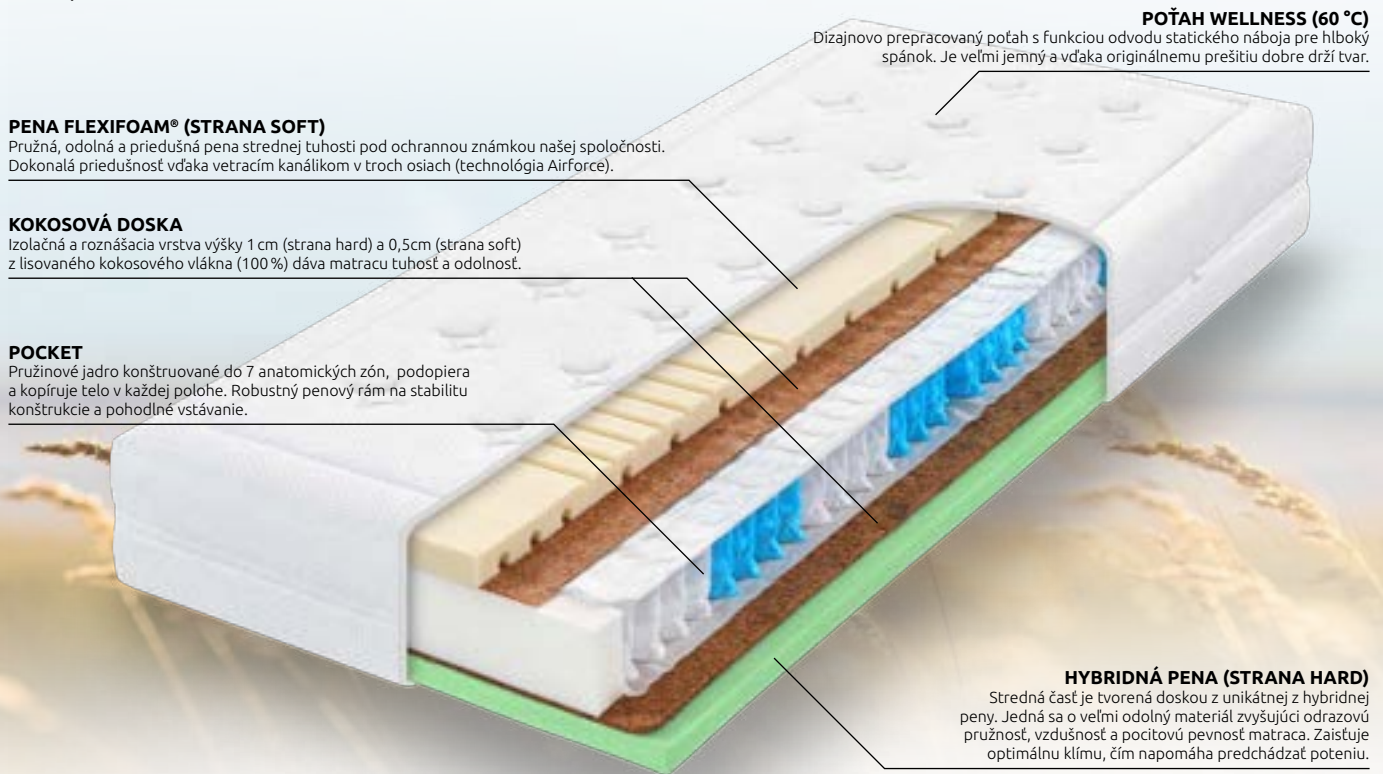 POŤAH WELLNESS (60 °C)
Dizajnovo prepracovaný poťah s funkciou odvodu statického náboja pre hlboký
spánok. Je veľmi jemný a vďaka originálnemu prešitiu dobre drží tvar.
PENA FLEXIFOAM® (STRANA SOFT)
Pružná, odolná a priedušná pena strednej tuhosti pod ochrannou známkou našej spoločnosti.
Dokonalá priedušnosť vďaka vetracím kanálikom v troch osiach (technológia Airforce).
KOKOSOVÁ DOSKA
Izolačná a roznášacia vrstva výšky 1 cm (strana hard) a 0,5cm (strana soft)
z lisovaného kokosového vlákna (100 %) dáva matracu tuhosť a odolnosť.
POCKET
Pružinové jadro konštruované do 7 anatomických zón, podopiera
a kopíruje telo v každej polohe. Robustný penový rám na stabilitu
konštrukcie a pohodlné vstávanie.
HYBRIDNÁ PENA (STRANA HARD)
Stredná časť je tvorená doskou z unikátnej z hybridnej
peny. Jedná sa o veľmi odolný materiál zvyšujúci odrazovú
pružnosť, vzdušnosť a pocitovú pevnosť matraca. Zaisťuje
optimálnu klímu, čím napomáha predchádzať poteniu.